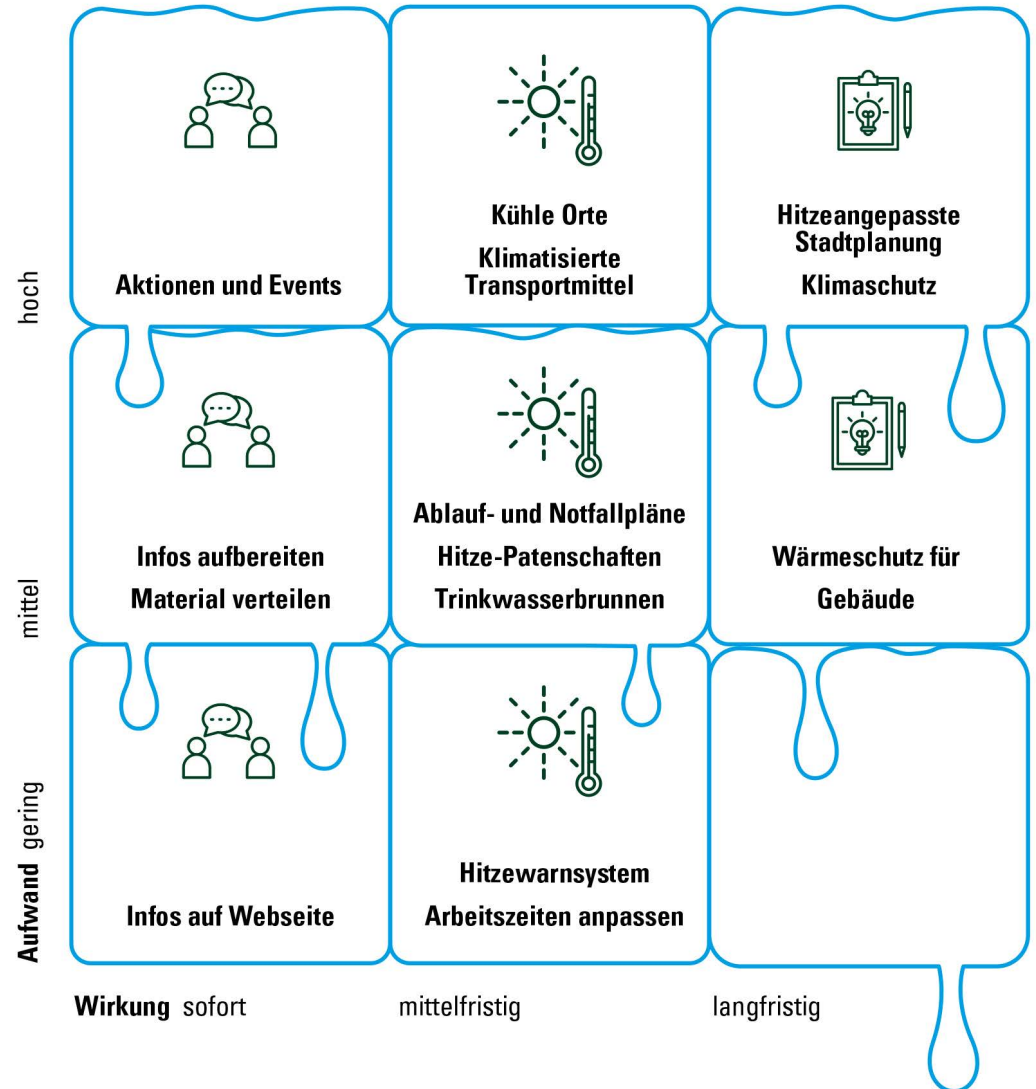 hoch
Aktionen und Events
Kühle Orte
Klimatisierte
Transportmittel
Hitzeangepasste
Stadtplanung
Klimaschutz
mittel
Infos aufbereiten
Material verteilen
Ablauf- und Notfallpläne
Hitze-Patenschaften
Trinkwasserbrunnen
Wärmeschutz für
Gebäude
Aufwand gering
Infos auf Webseite
Hitzewarnsystem
Arbeitszeiten anpassen
Wirkung sofort
mittelfristig
langfristig